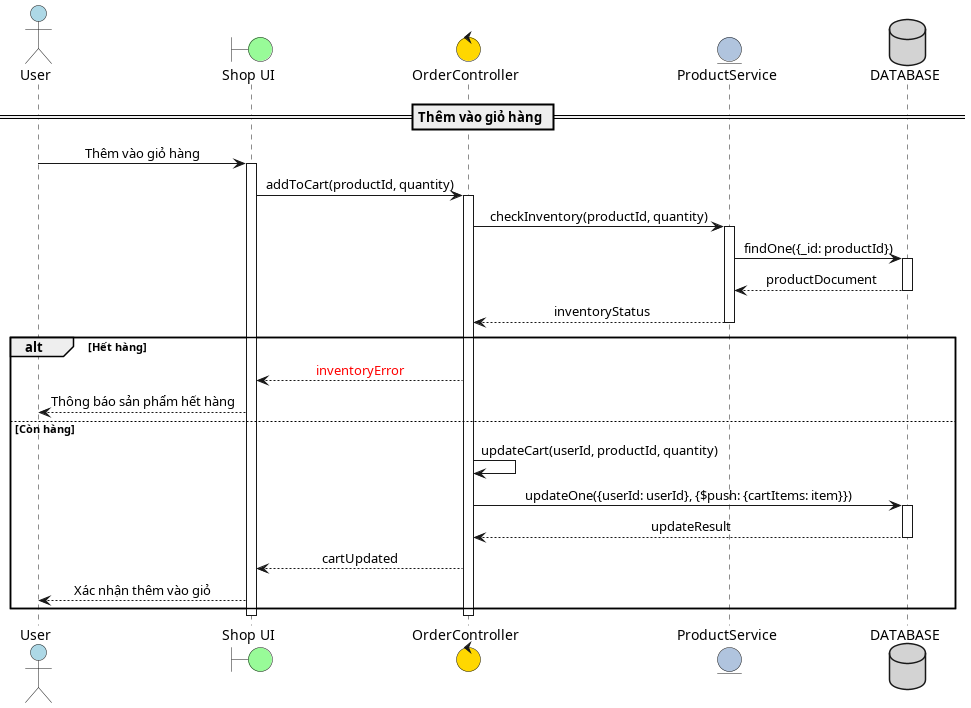 User
Shop UI
OrderController
ProductService
DATABASE
Thêm vào giỏ hàng
Thêm vào giỏ hàng
addToCart(productId, quantity)
checkInventory(productId, quantity)
findOne({_id: productId})
productDocument
inventoryStatus
alt [Hết hàng]
inventoryError
Thông báo sản phẩm hết hàng
[Còn hàng]
updateCart(userId, productId, quantity)
updateOne({userId: userId}, {$push: {cartItems: item}})
updateResult
cartUpdated
Xác nhận thêm vào giỏ
User
Shop UI
OrderController
ProductService
DATABASE